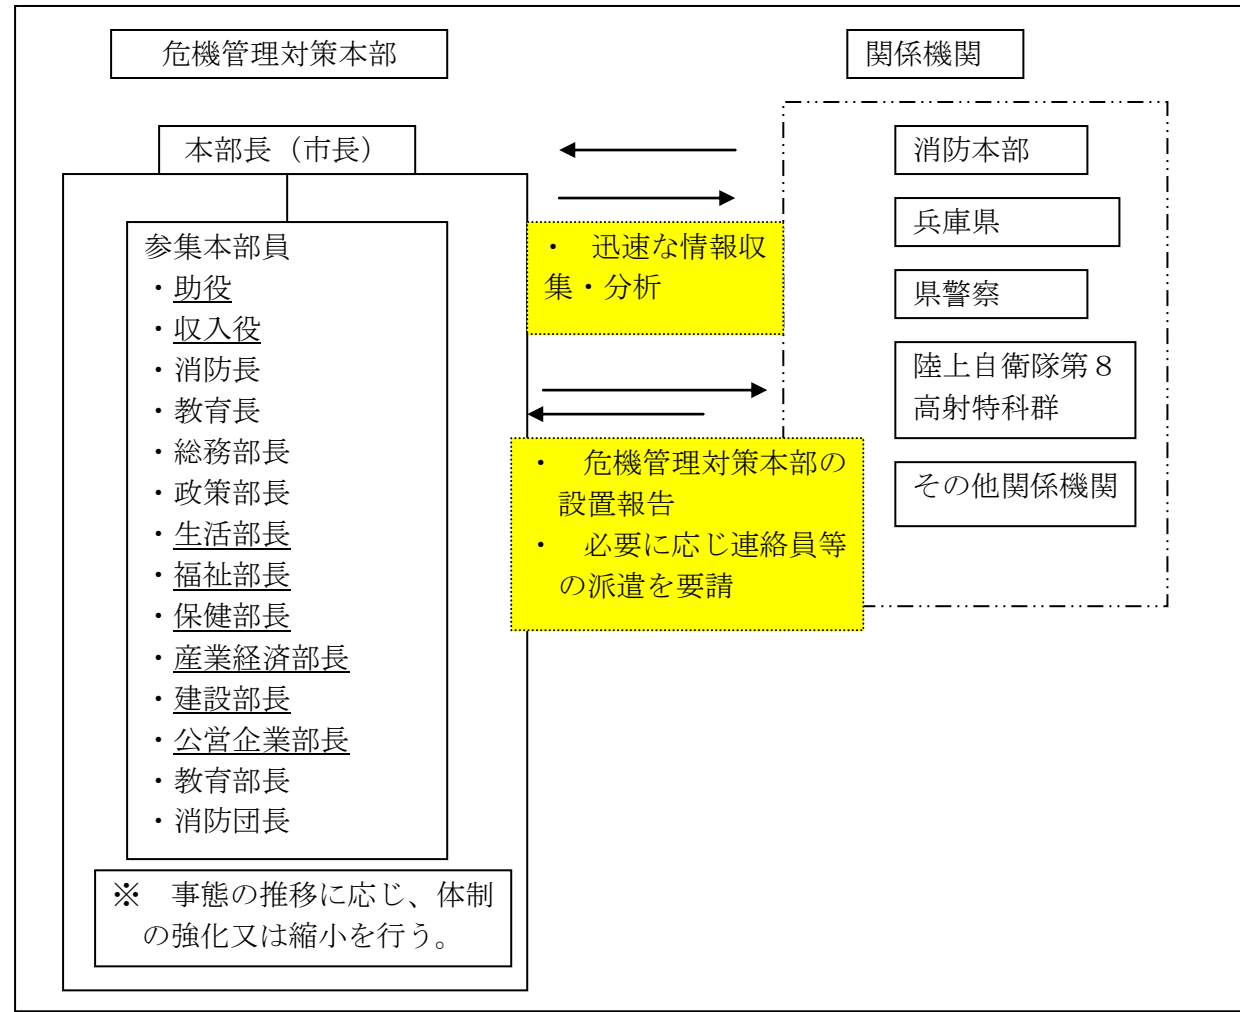 危機管理対策本部
本部長（市長）
参集本部員
・助役
・収入役
・消防長
・教育長
・総務部長
・政策部長
・生活部長
・福祉部長
・保健部長
・産業経済部長
・建設部長
・公営企業部長
・教育部長
・消防団長
※　事態の推移に応じ、体制
の強化又は縮小を行う。
・　迅速な情報収
集・分析
・　危機管理対策本部の
設置報告
・　必要に応じ連絡員等
の派遣を要請
関係機関
消防本部
兵庫県
県警察
陸上自衛隊第８
高射特科群
その他関係機関